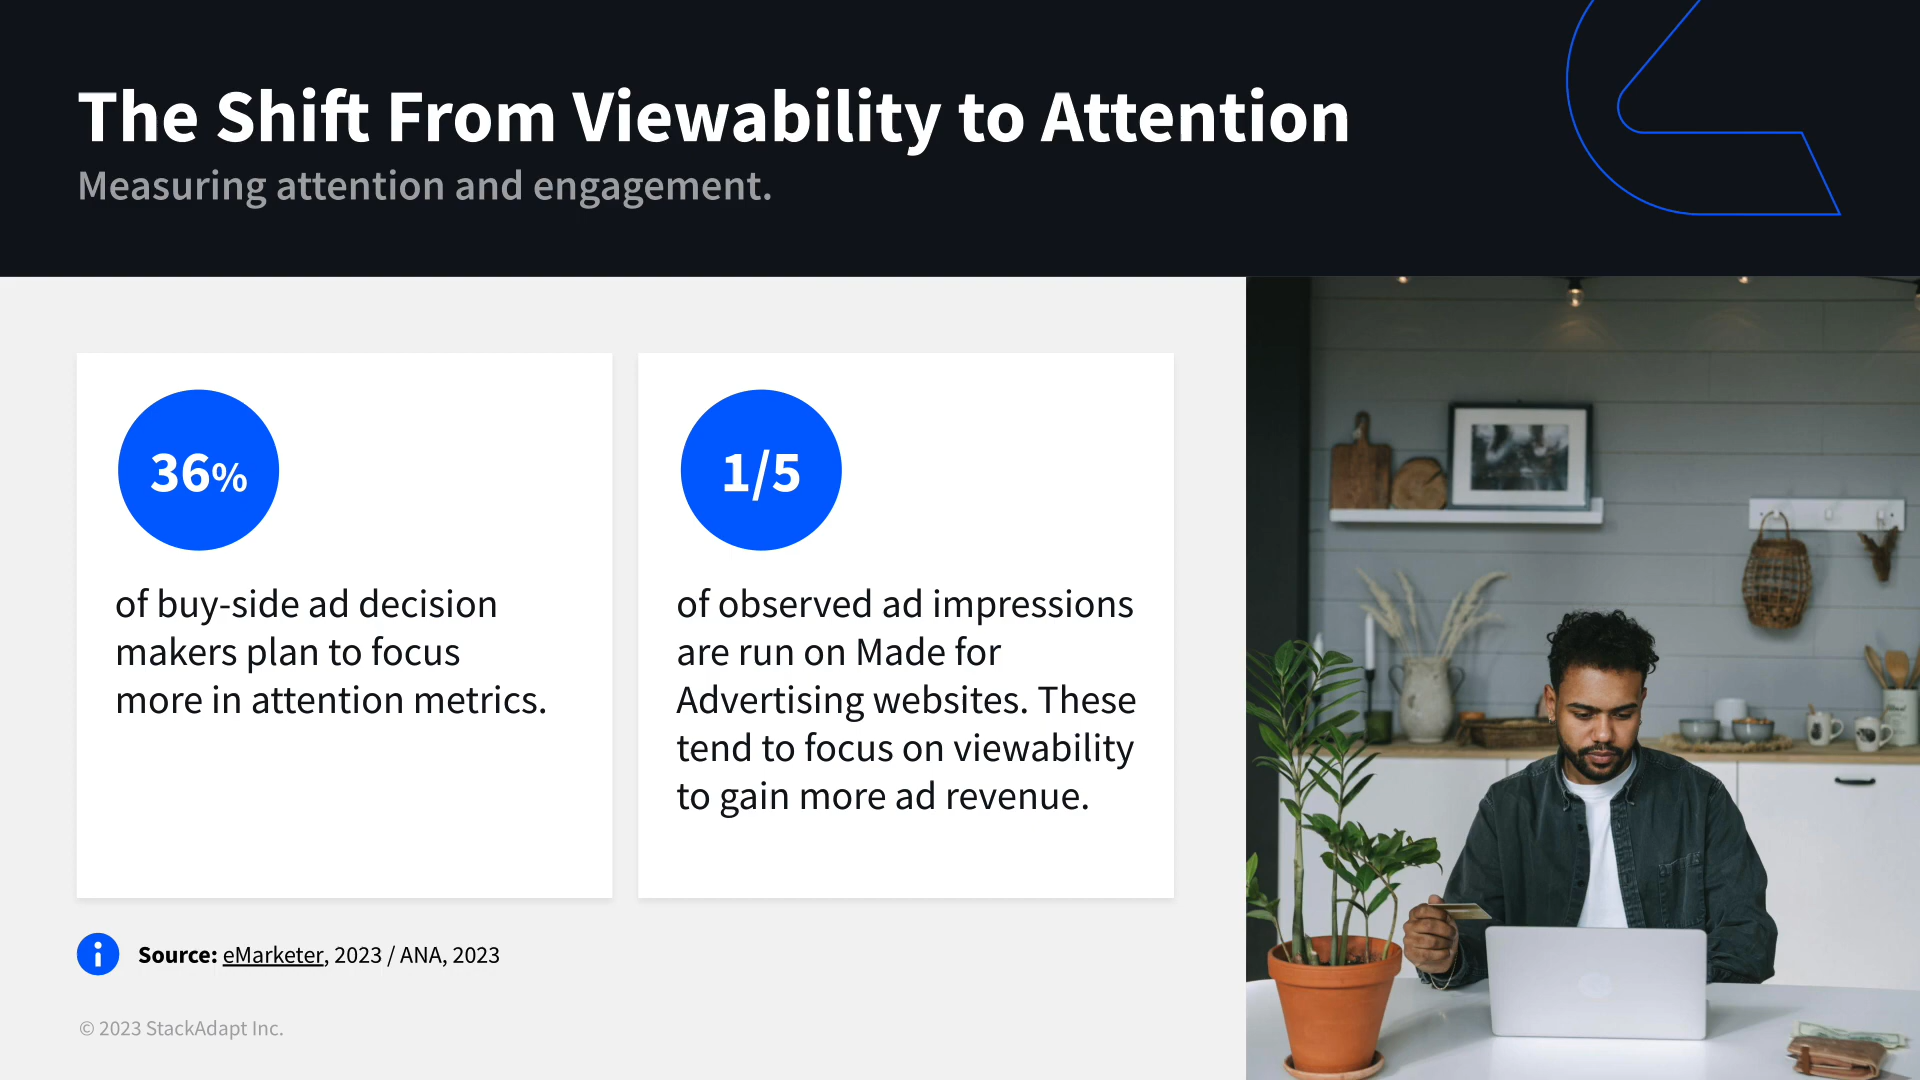 The Shift From Viewability to Attention
Measuring attention and engagement.
36%
of buy-side ad decision
makers plan to focus
more in attention metrics.
1/5
of observed ad impressions
are run on Made for
Advertising websites. These
tend to focus on viewability
to gain more ad revenue.
Source: eMarketer, 2023 / ANA, 2023
© 2023 StackAdapt Inc.